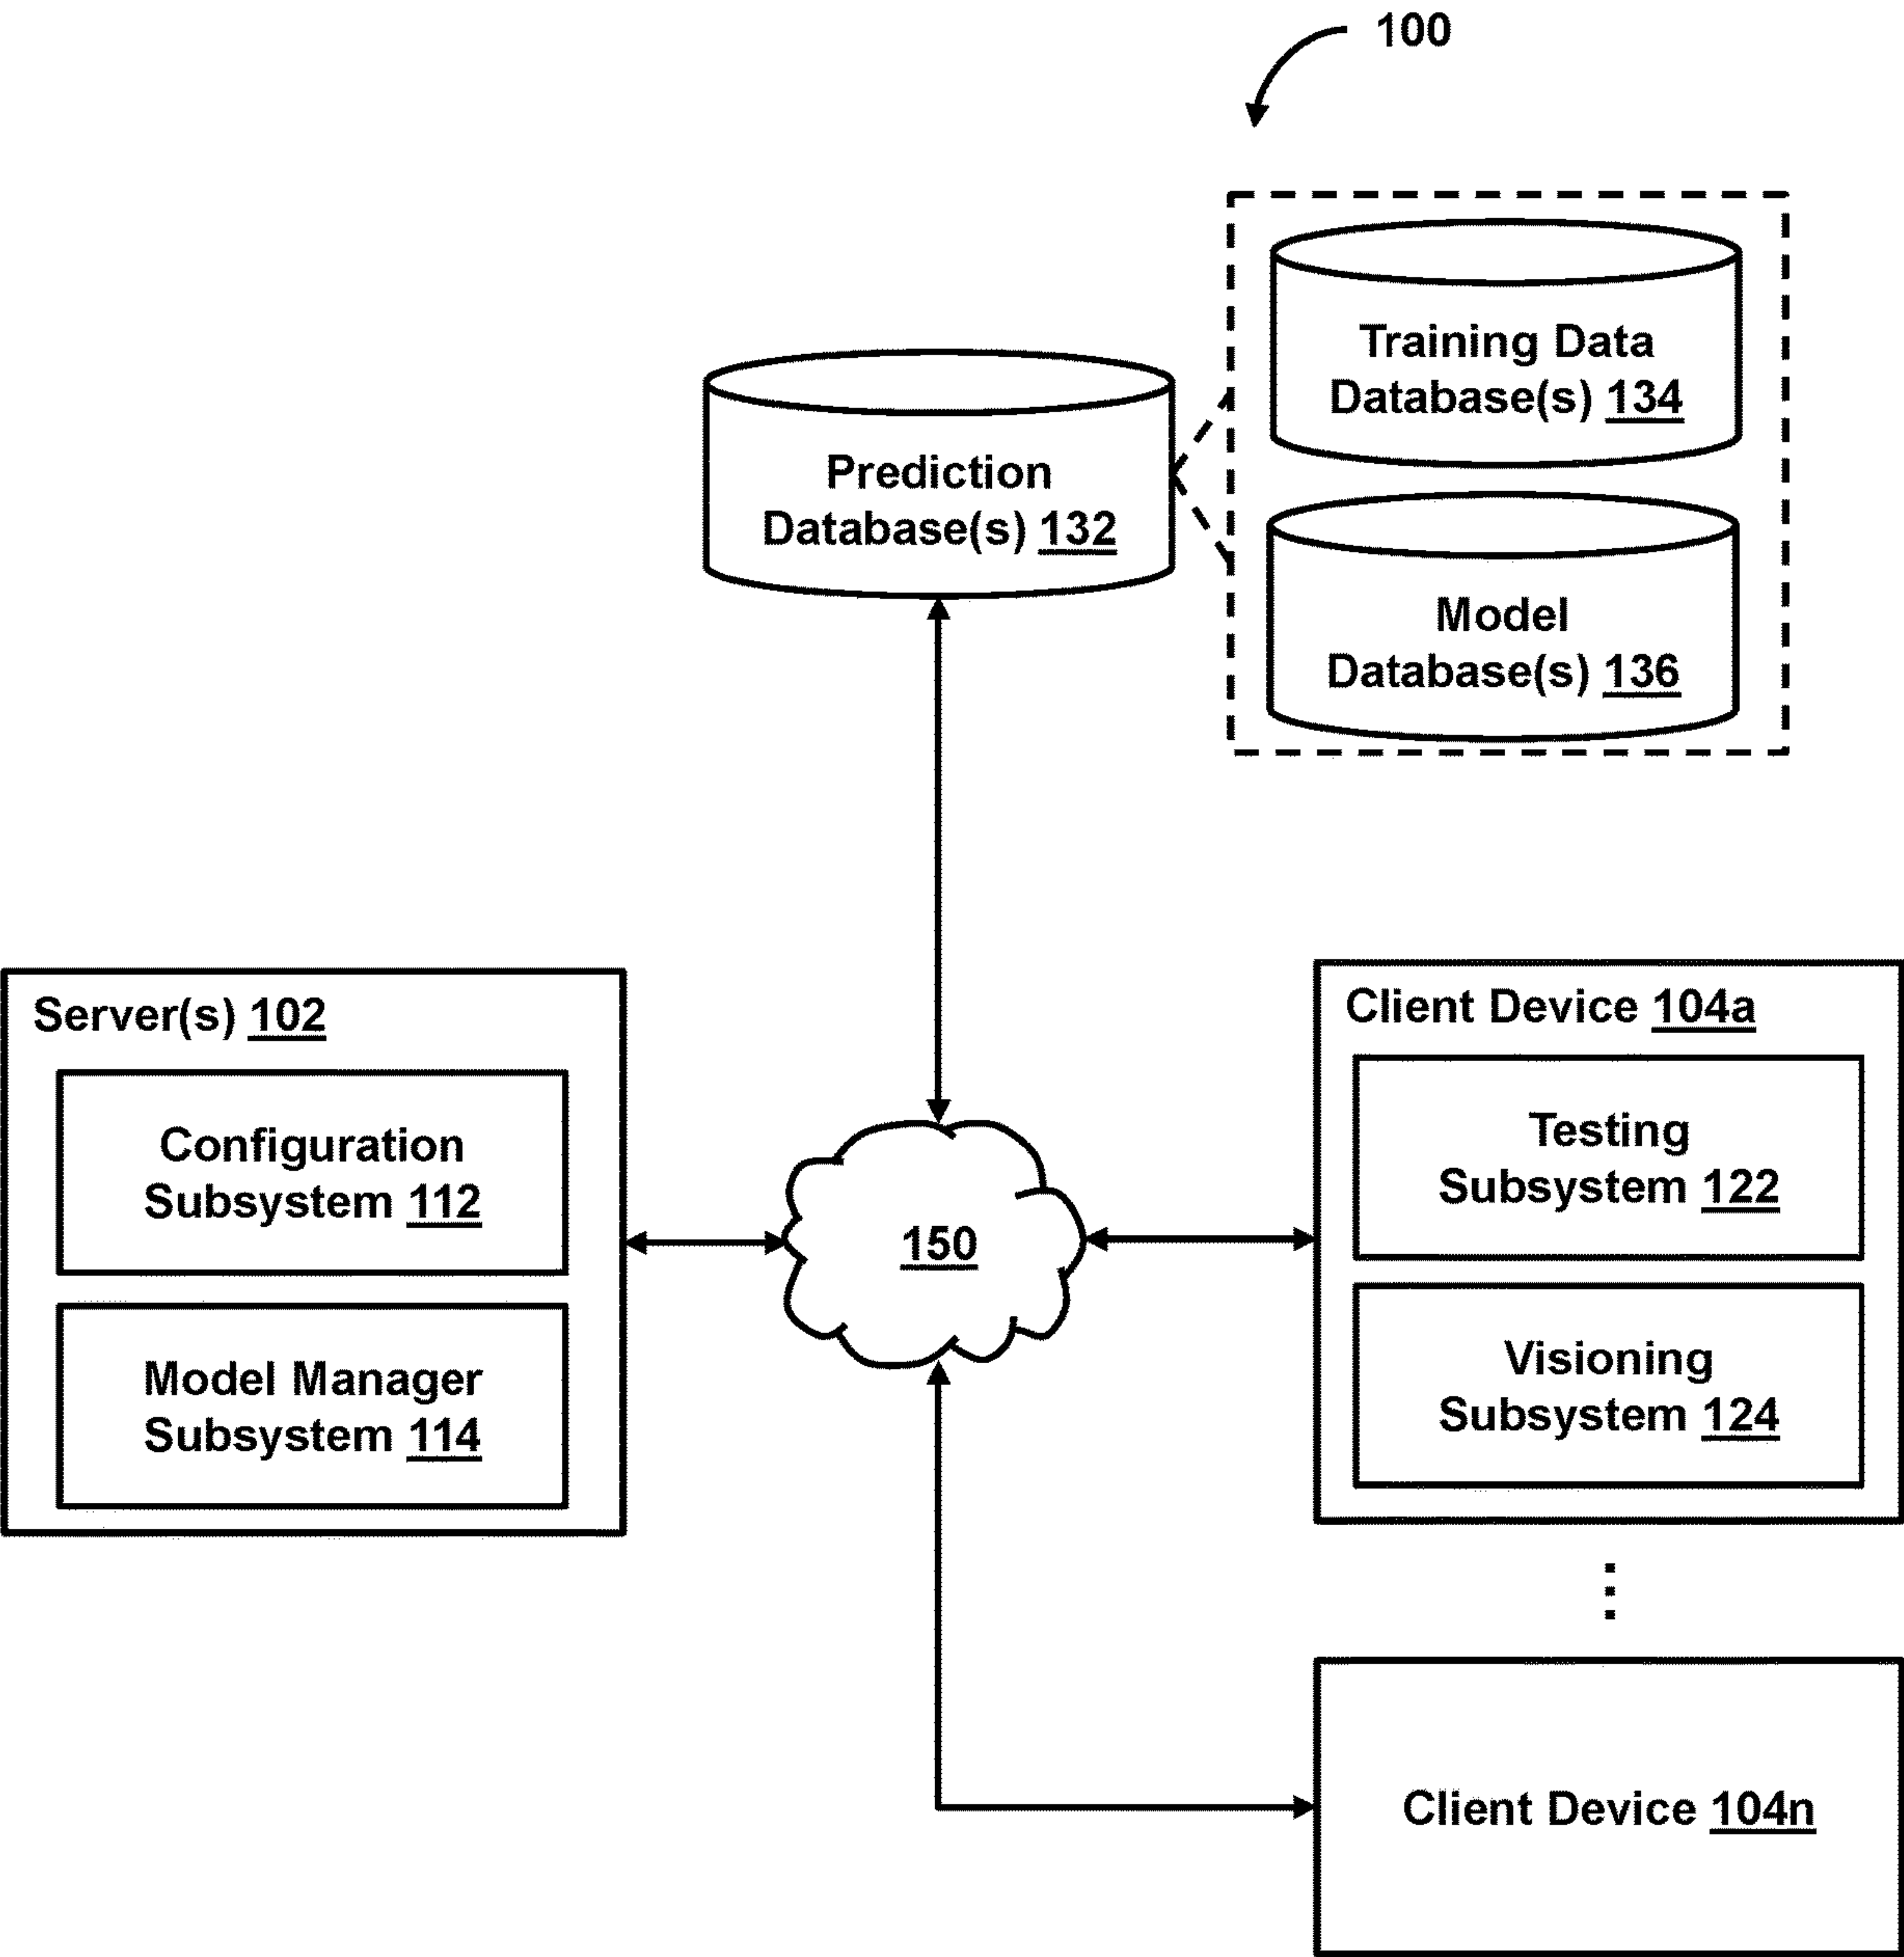 100
Training Data
Database(s) 134
Prediction
Database(s) 132
Model
Database(s) 136
Server(s) 102
Configuration
Subsystem 112
Model Manager
Subsystem 114
150
Client Device 104a
Testing
Subsystem 122
Visioning
Subsystem 124
Client Device 104n